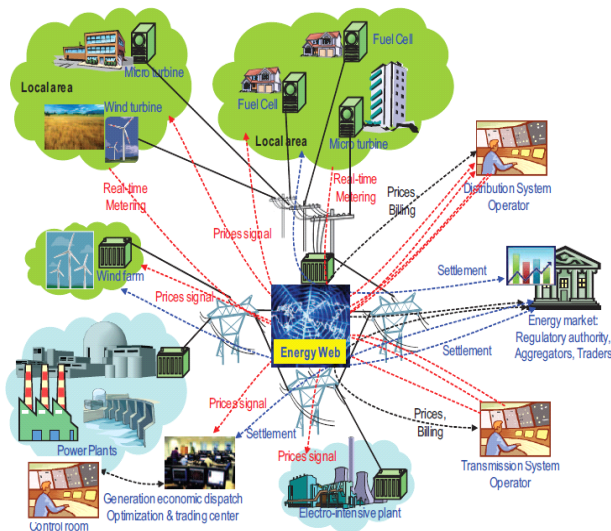 Fuel Cell
Micro turbine
Local area
Fuel Cell
Wind turbine
Local area
Micro turbine
Real-time
Metering
Real-time
Metering
Prices,
Billing
Distribution System
Operator
Prices
signal
Wind farm
Prices signal
Settlement
Energy Web
Settlement
Energy market:
Regulatory authority,
Aggregators, Traders
Prices signal
Prices,
Billing
Power Plants
Settlement
Prices signal
Transmission System
Operator
Control room
Generation economic dispatch
Optimization & trading center
Electro-intensive plant